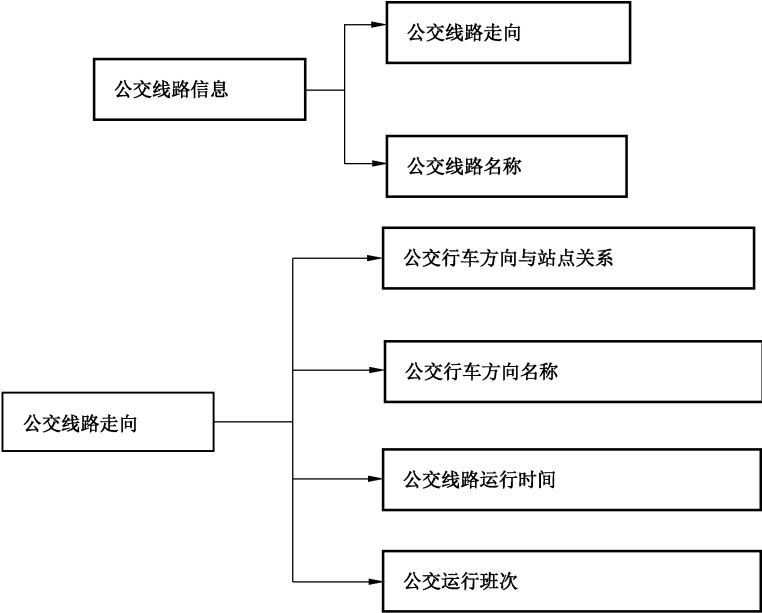 公交线路走向
公交线路信息
公交线路名称
公交行车方向与站点关系
公交行车方向名称
公交线路走向
公交线路运行时间
公交运行班次